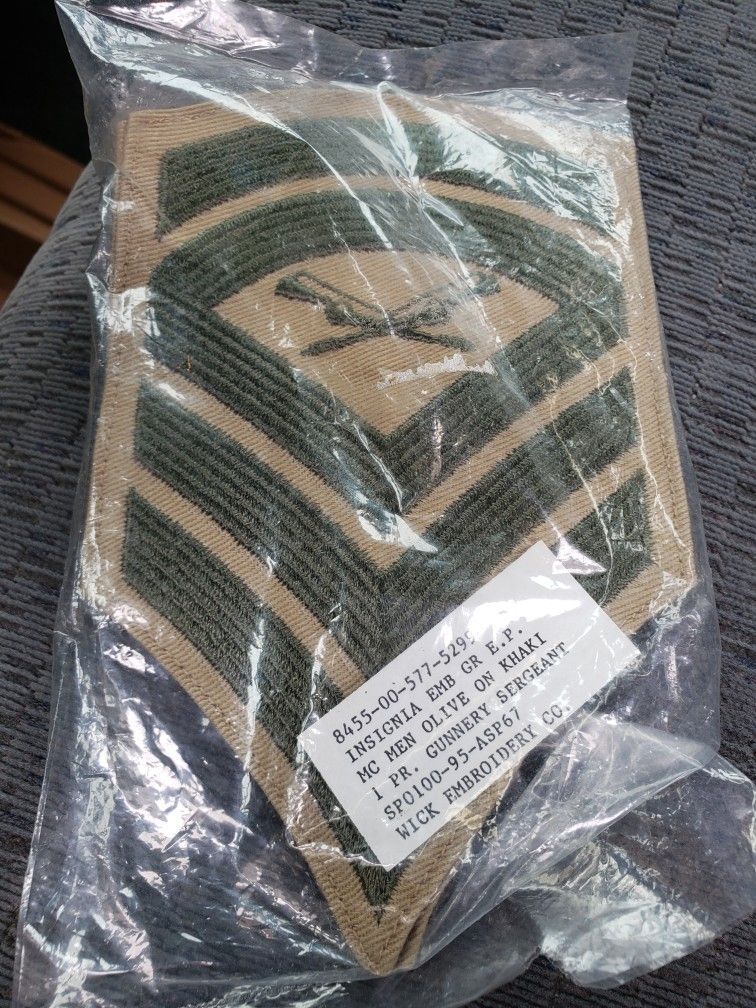 8455-00-577-5299
INSIGNIA EMB GR E.P.
MC MEN OLIVE ON KHAKI
1 PR. GUNNERY SERGEANT
SPO100-95-ASP67
WICK EMBROIDERY CO.